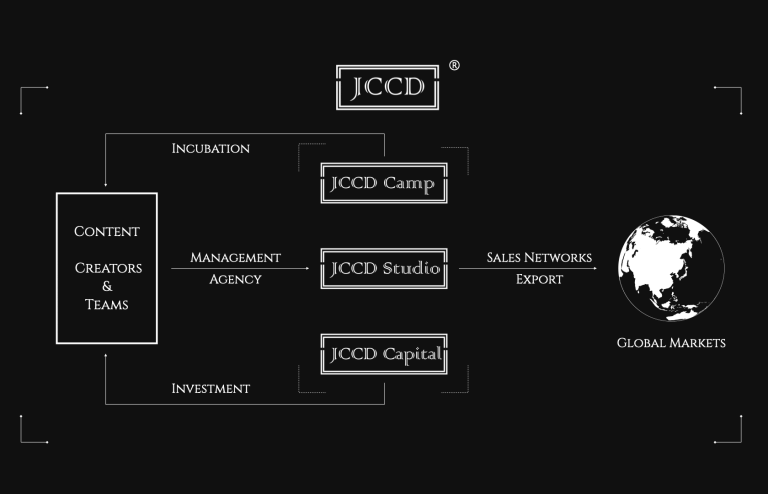 JCCD ®
INCUBATION
JCCD Camp
CONTENT
CREATORS
&
TEAMS
MANAGEMENT
AGENCY
JCCD Studio
SALES NETWORKS
EXPORT
GLOBAL MARKETS
JCCD Capital
INVESTMENT